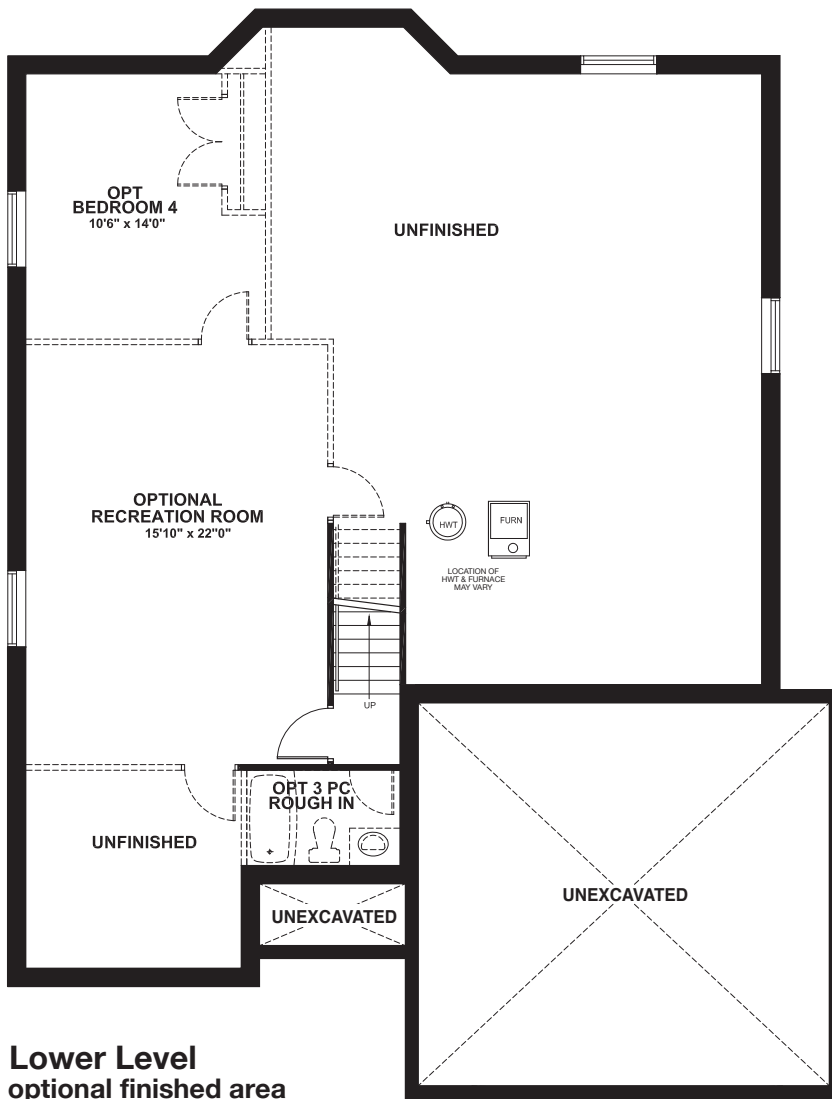 OPT
BEDROOM 4
10'6" x 14'0"
UNFINISHED
OPTIONAL
RECREATION ROOM
15'10" x 22"0"
HWT
FURN
LOCATION OF
HWT & FURNACE
MAY VARY
UP
OPT 3 PC
ROUGH IN
UNFINISHED
UNEXCAVATED
UNEXCAVATED
Lower Level
optional finished area